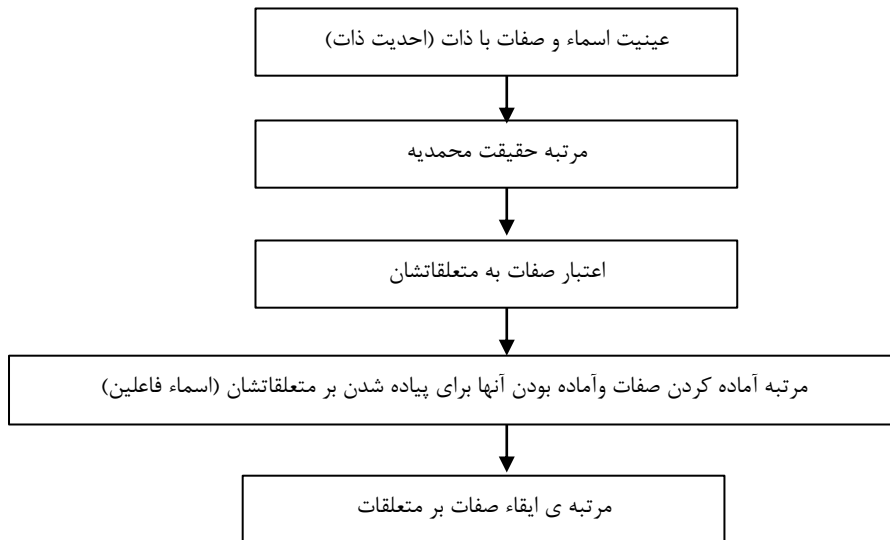 عینیت اسماء و صفات با ذات (احدیت ذات)
مرتبه حقیقت محمدیه
اعتبار صفات به متعلقاتشان
مرتبه آماده کردن صفات وآماده بودن آنها برای پیاده شدن بر متعلقاتشان (اسماء فاعلین)
مرتبه ی ایقاء صفات بر متعلقات